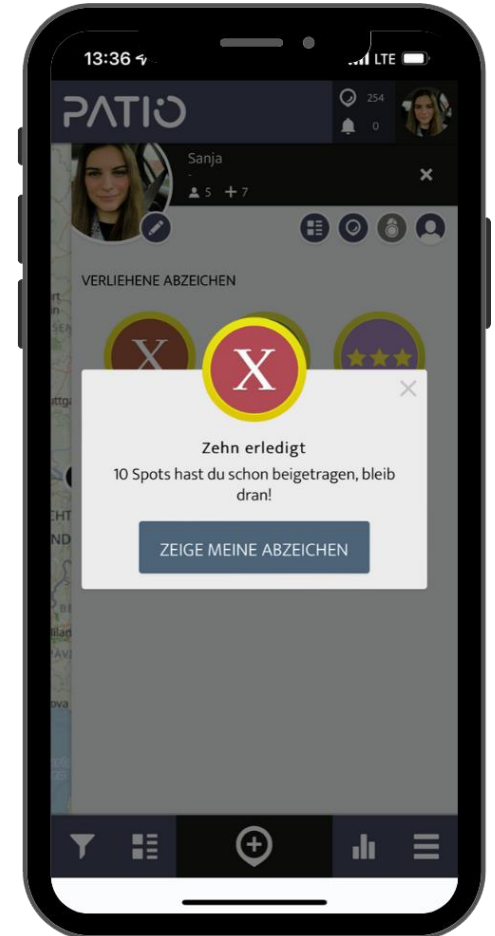 13:36
LTE
PATIO
254
0
Sanja
-
5 + 7
VERLIEHENE ABZEICHEN
X
X
Zehn erledigt
10 Spots hast du schon beigetragen, bleib
dran!
ZEIGE MEINE ABZEICHEN